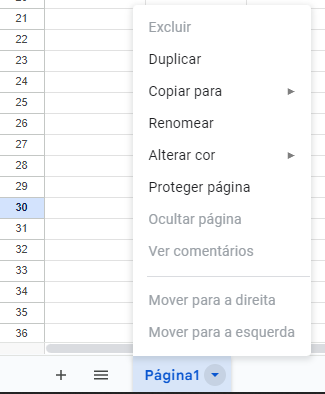 21
Excluir
22
23
Duplicar
24
Copiar para
25
26
Renomear
27
28
Alterar cor
29
Proteger página
30
31
Ocultar página
32
Ver comentários
33
34
Mover para a direita
35
36
Mover para a esquerda
Página1